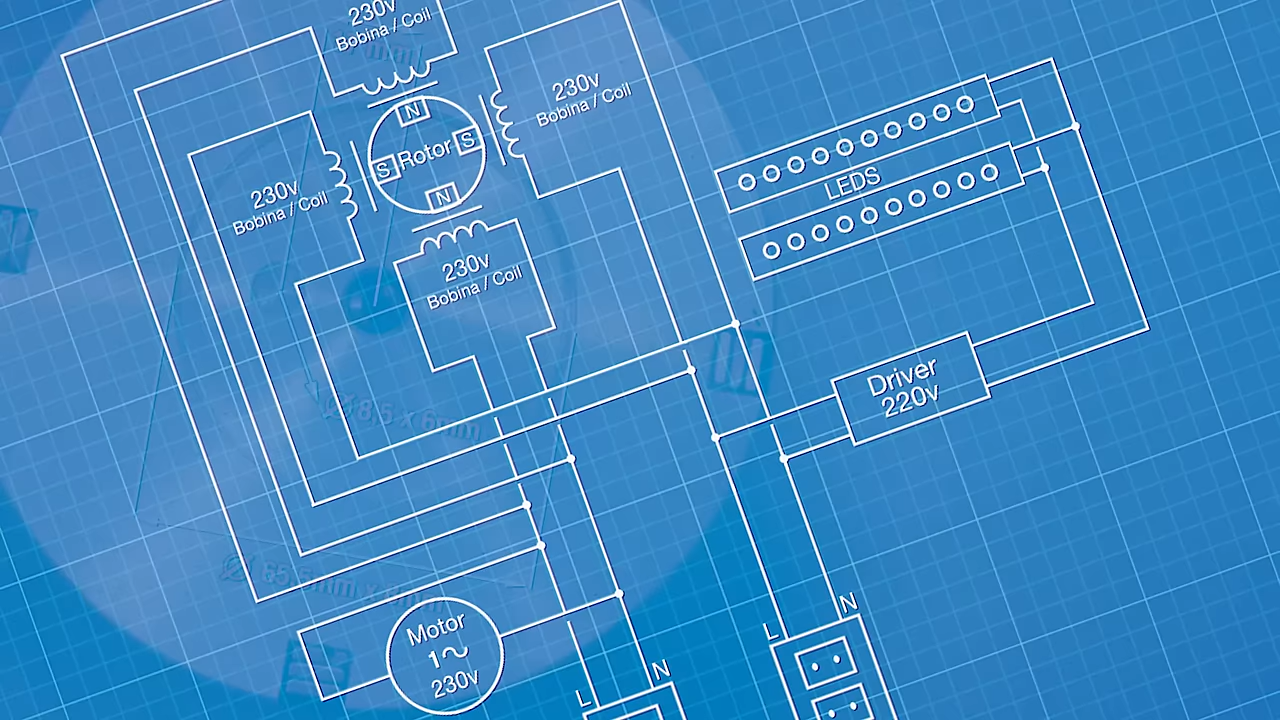 230v
Bobina / Coil
230v
Bobina / Coil
N
S
Rotor
S
N
230v
Bobina / Coil
230v
Bobina / Coil
LEDS
Driver
220v
Motor
1~
230v
L
N
L
N